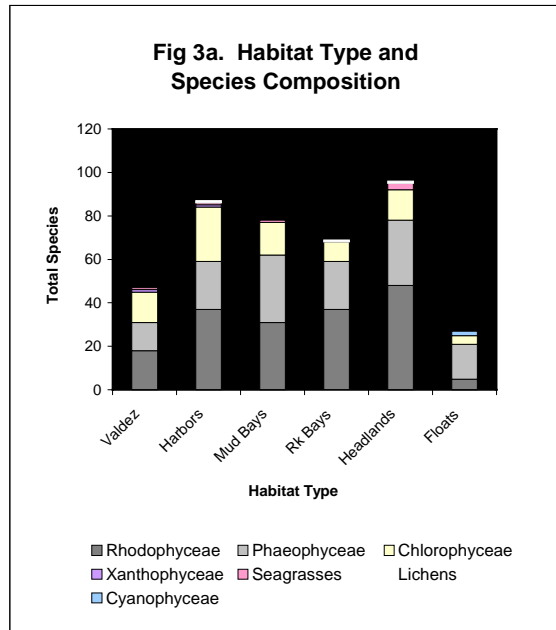 Fig 3a. Habitat Type and
Species Composition
120
100
80
60
40
20
0
Total Species
Valdez
Harbors
Mud Bays
Rk Bays
Headlands
Floats
Habitat Type
Rhodophyceae Phaeophyceae Chlorophyceae
Xanthophyceae Seagrasses Lichens
Cyanophyceae